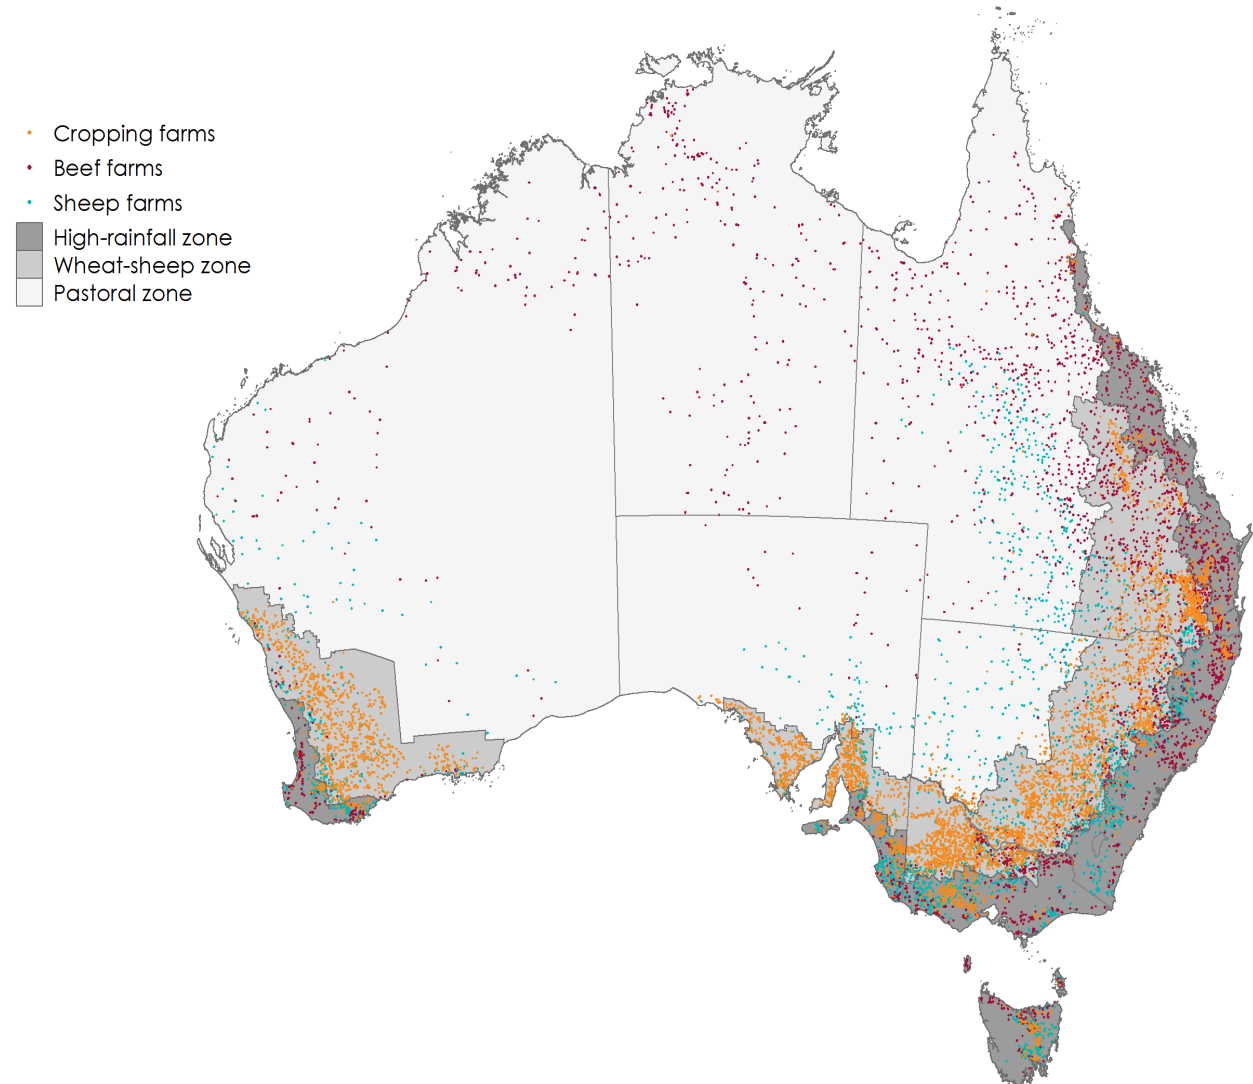 Cropping farms
Beef farms
Sheep farms
High-rainfall zone
Wheat-sheep zone
Pastoral zone